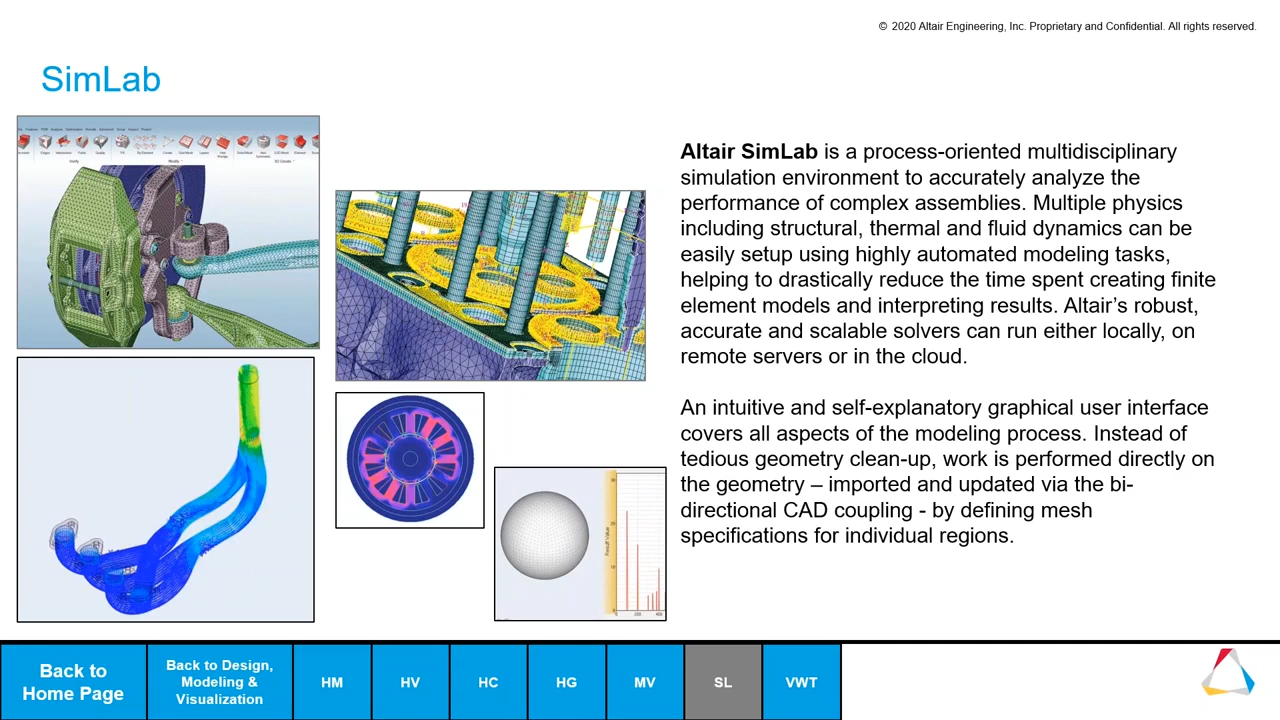 © 2020 Altair Engineering, Inc. Proprietary and Confidential. All rights reserved.
SimLab
Altair SimLab is a process-oriented multidisciplinary
simulation environment to accurately analyze the
performance of complex assemblies. Multiple physics
including structural, thermal and fluid dynamics can be
easily setup using highly automated modeling tasks,
helping to drastically reduce the time spent creating finite
element models and interpreting results. Altair’s robust,
accurate and scalable solvers can run either locally, on
remote servers or in the cloud.
An intuitive and self-explanatory graphical user interface
covers all aspects of the modeling process. Instead of
tedious geometry clean-up, work is performed directly on
the geometry – imported and updated via the bi-
directional CAD coupling - by defining mesh
specifications for individual regions.
Result Value
Back to
Home Page
Back to Design,
Modeling &
Visualization
HM
HV
HC
HG
MV
SL
VWT